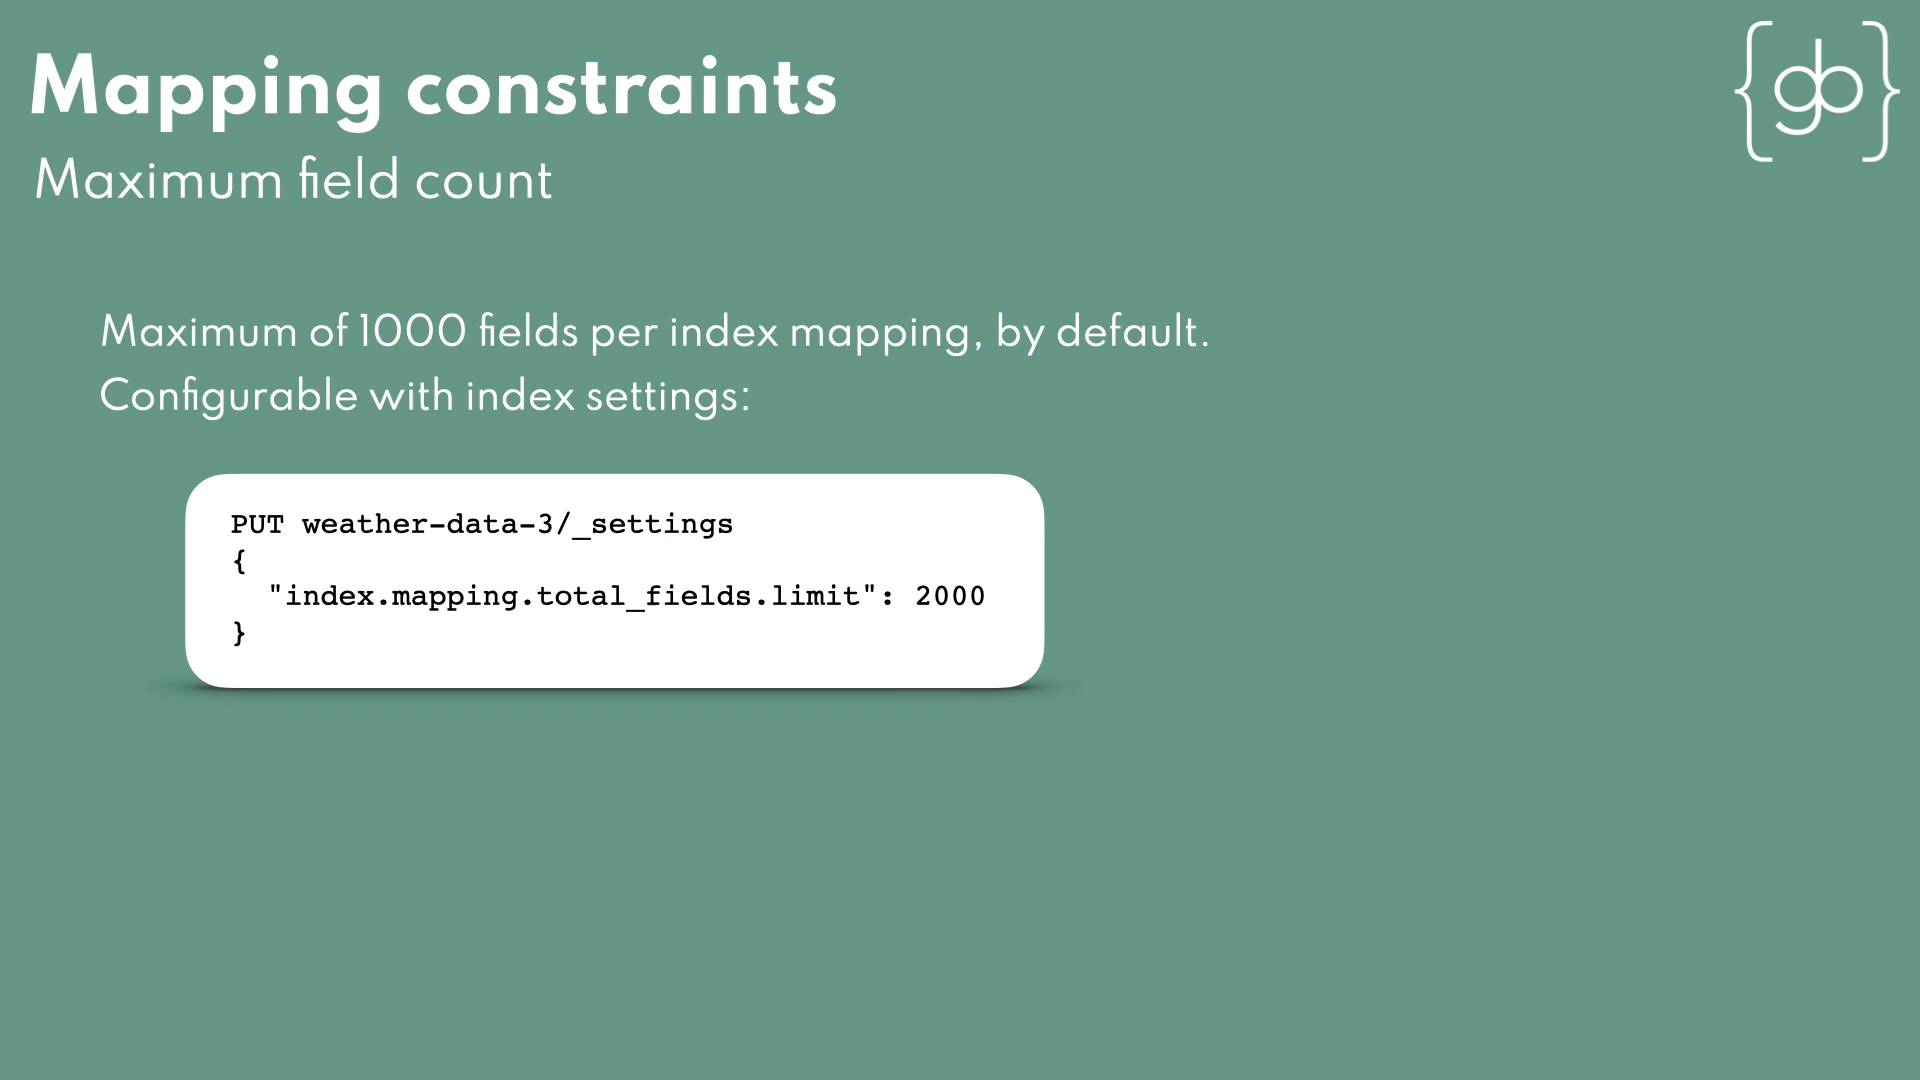 Mapping constraints
{gb}
Maximum field count
Maximum of 1000 fields per index mapping, by default.
Configurable with index settings:
PUT weather-data-3/_settings
{
  "index.mapping.total_fields.limit": 2000
}